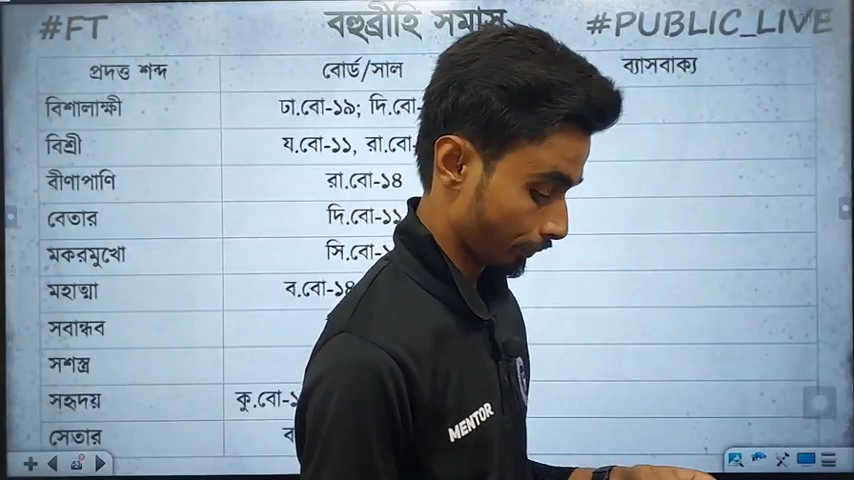 #FT বহুব্রীহি সমাস #PUBLIC_LIVE
প্রদত্ত শব্দ বোর্ড/সাল ব্যাসবাক্য
বিশালাক্ষী ঢা.বো-১৯; দি.বো-
বিশ্রী য.বো-১১, রা.বো-
বীণাপাণি রা.বো-১৪
বেতার দি.বো-১১
মকরমুখো সি.বো-
মহাত্মা ব.বো-১৪
সবান্ধব
সশস্ত্র
সহৃদয় কু.বো-
সেতার
MENTOR